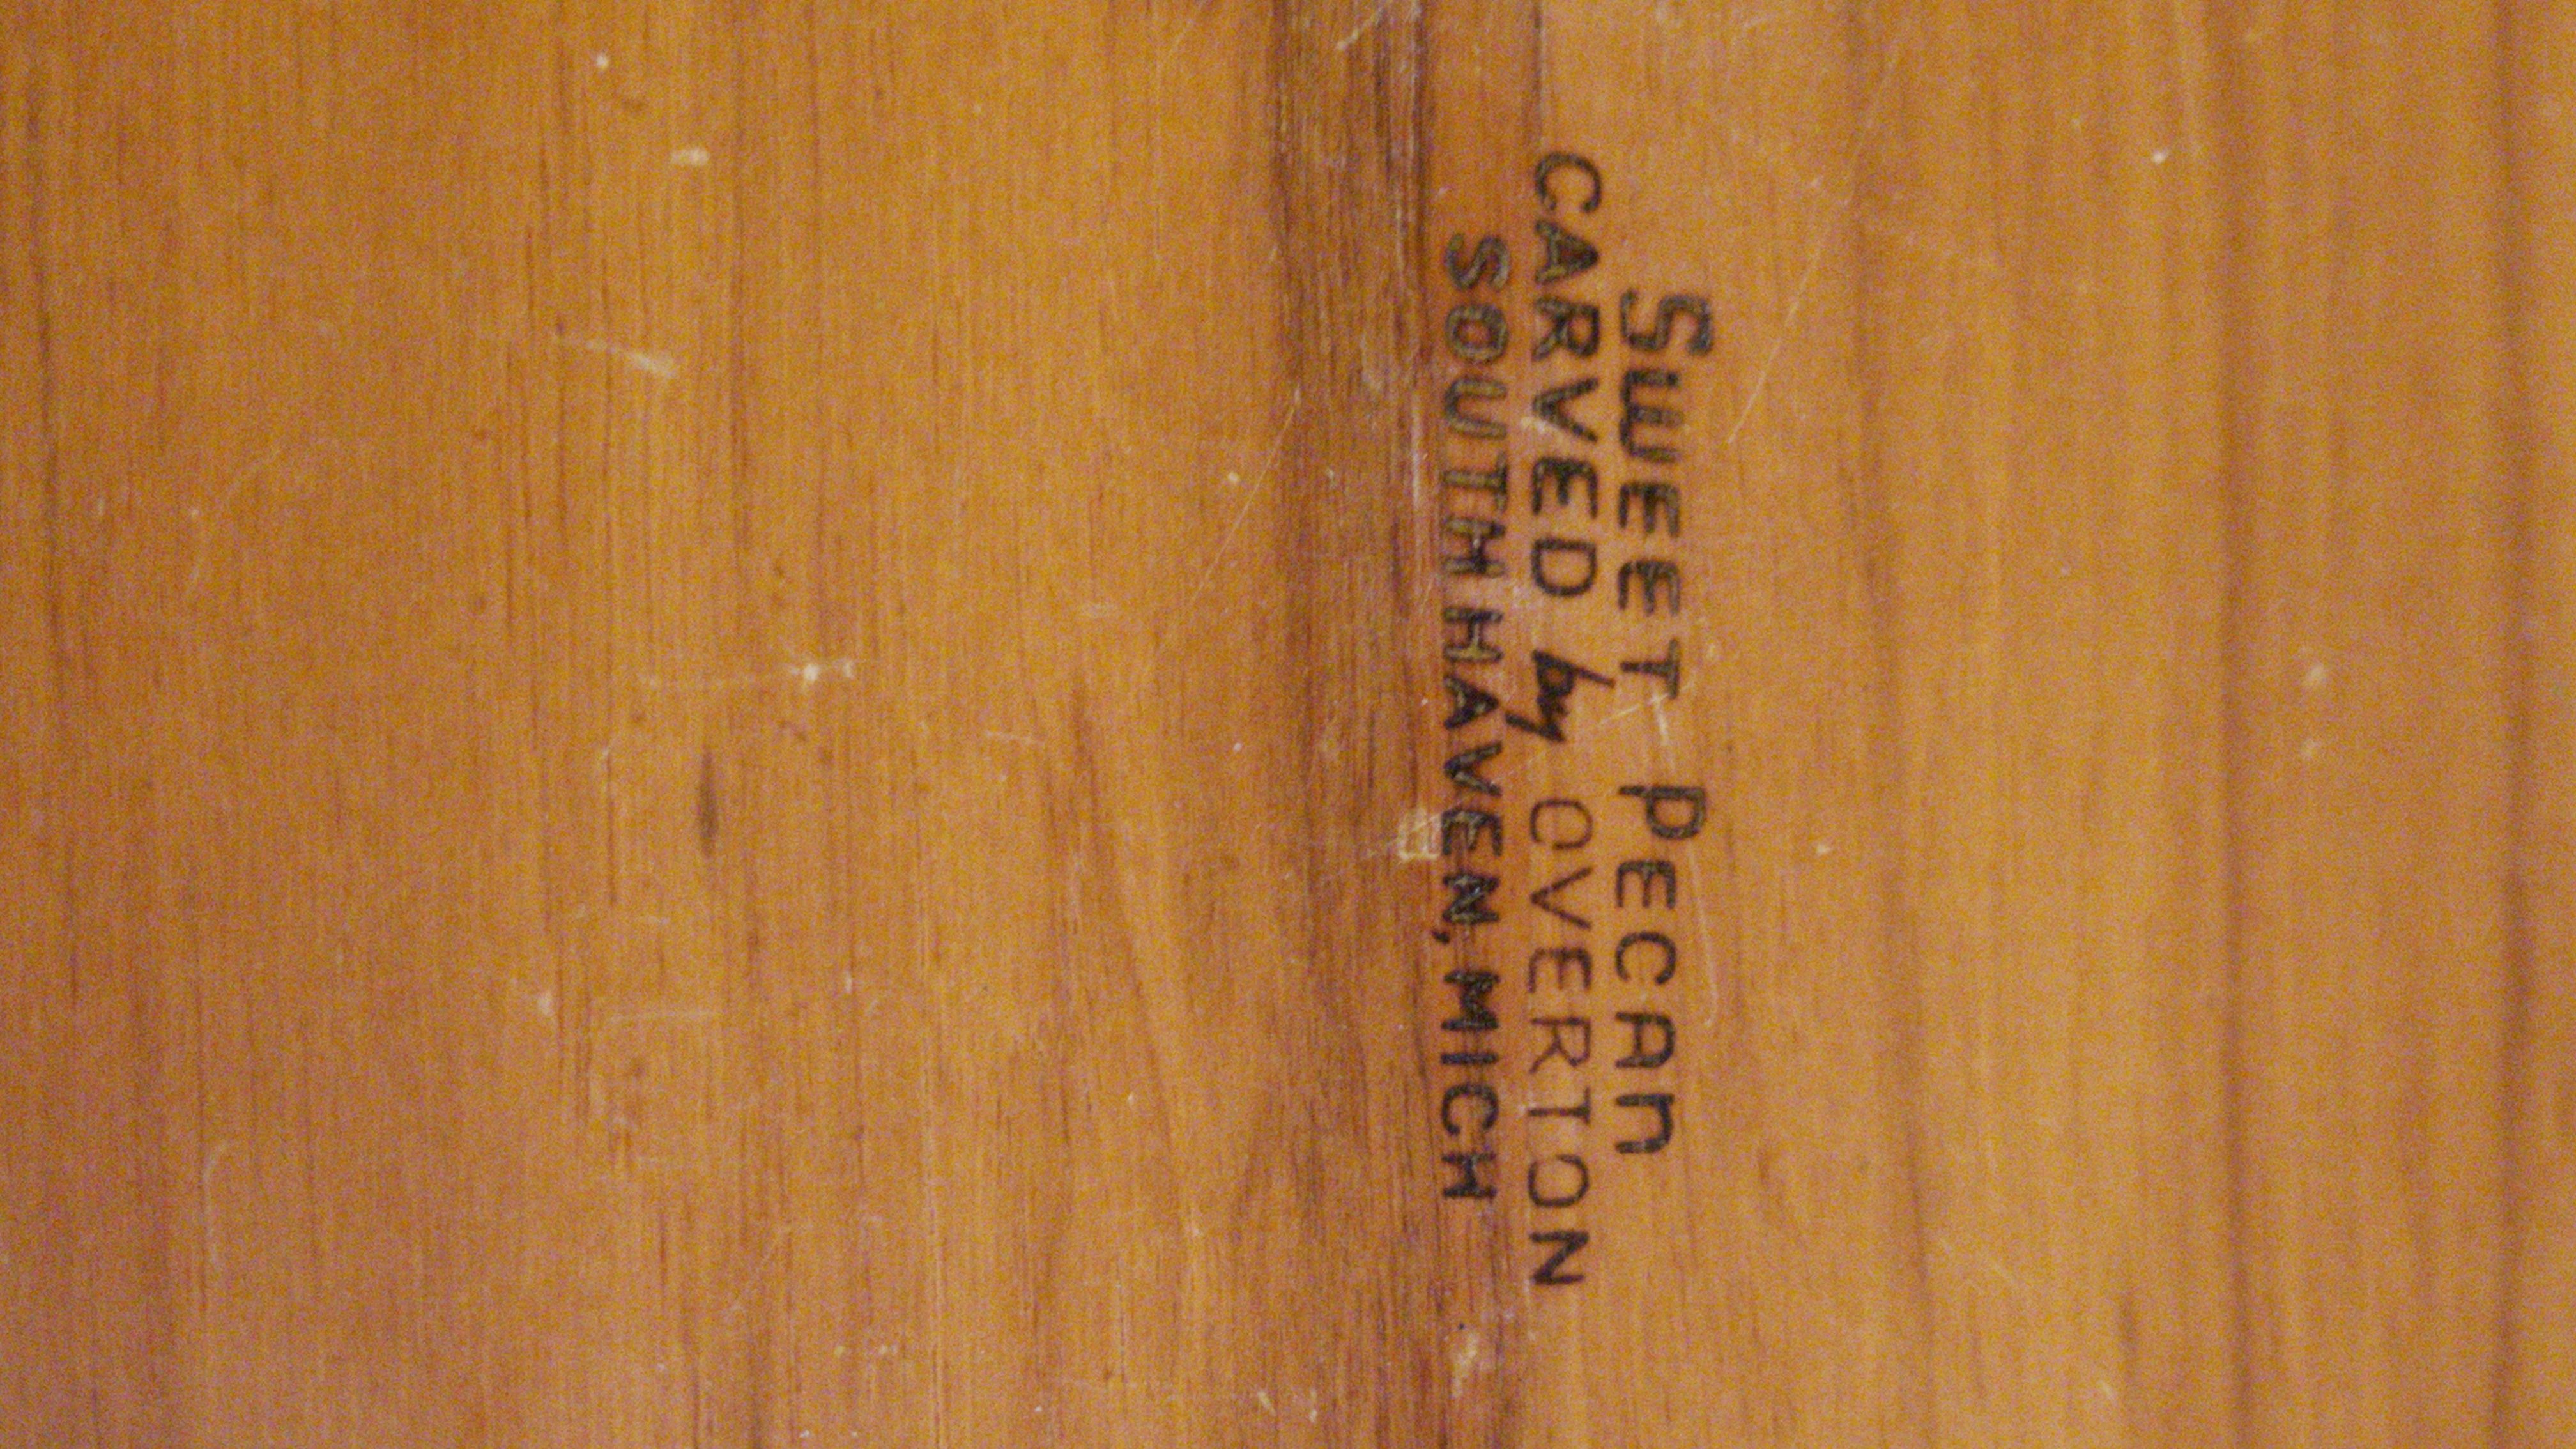 Sweet Pecan
CARVED by OVERTON
SOUTH HAVEN, MICH